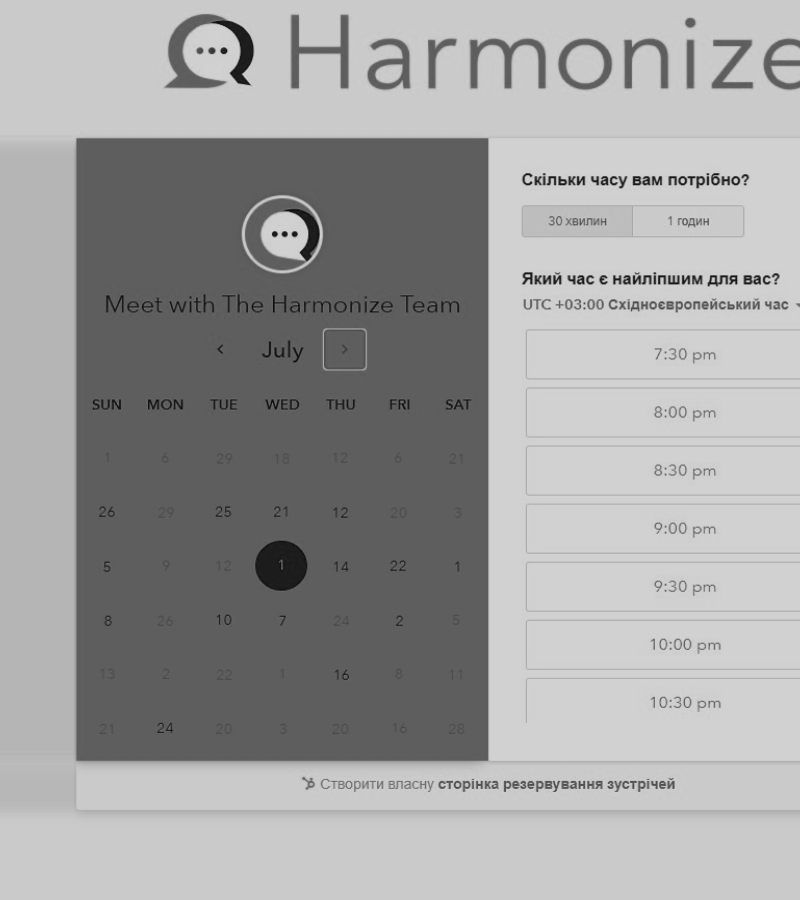 Harmonize
Meet with The Harmonize Team
July
SUN MON TUE WED THU FRI SAT
1 6 29 18 12 6 21
26 29 25 21 12 20 3
5 9 12 1 14 22 1
8 26 10 7 24 2 5
13 2 22 1 16 8 11
21 24 20 3 20 16 28
Скільки часу вам потрібно?
30 хвилин 1 годин
Який час є найліпшим для вас?
UTC +03:00 Східноєвропейський час
7:30 pm
8:00 pm
8:30 pm
9:00 pm
9:30 pm
10:00 pm
10:30 pm
Створити власну сторінка резервування зустрічей